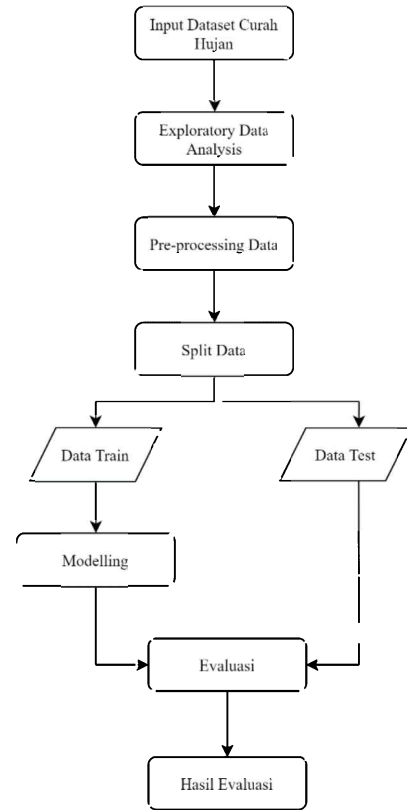 Input Dataset Curah
Hujan
Exploratory Data
Analysis
Pre-processing Data
Split Data
Data Train
Data Test
Modelling
Evaluasi
Hasil Evaluasi